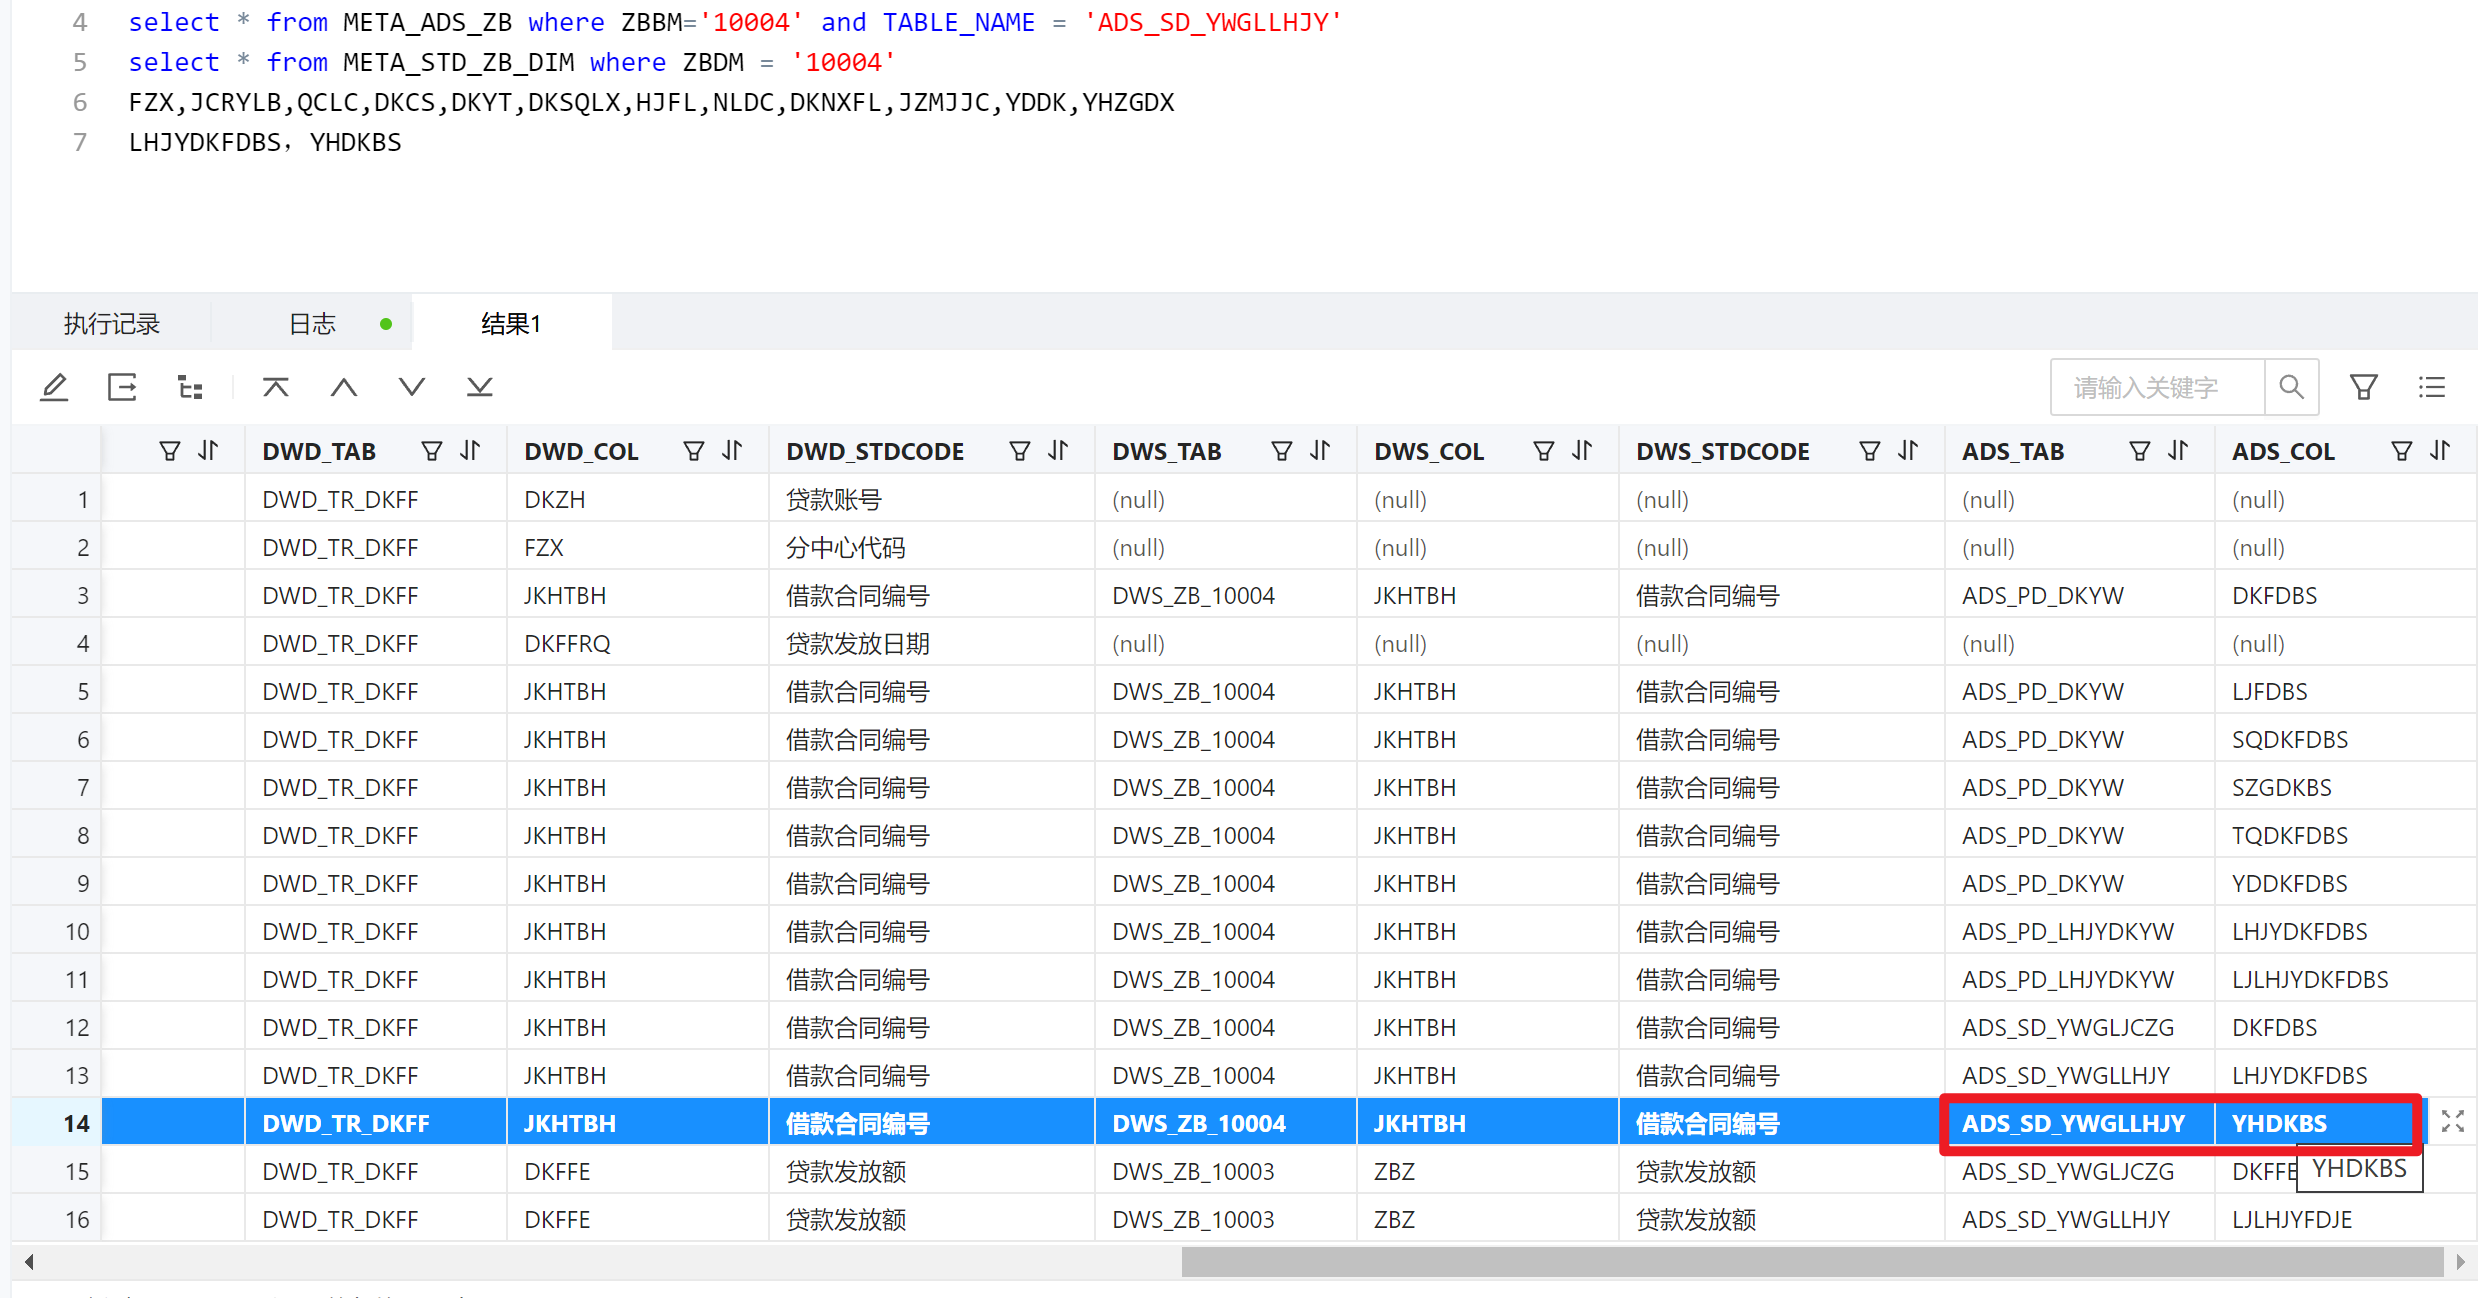 4 select * from META_ADS_ZB where ZBBM='10004' and TABLE_NAME = 'ADS_SD_YWGLLHJY'
5 select * from META_STD_ZB_DIM where ZBDM = '10004'
6 FZX,JCRYLB,QCLC,DKCS,DKYT,DKSQLX,HJFL,NLDC,DKNXFL,JZMJJC,YDDK,YHZGDX
7 LHJYDKFDBS，YHDKBS
执行记录 日志 结果1
请输入关键字
DWD_TAB DWD_COL DWD_STDCODE DWS_TAB DWS_COL DWS_STDCODE ADS_TAB ADS_COL
1 DWD_TR_DKFF DKZH 贷款账号 (null) (null) (null) (null) (null)
2 DWD_TR_DKFF FZX 分中心代码 (null) (null) (null) (null) (null)
3 DWD_TR_DKFF JKHTBH 借款合同编号 DWS_ZB_10004 JKHTBH 借款合同编号 ADS_PD_DKYW DKFDBS
4 DWD_TR_DKFF DKFFRQ 贷款发放日期 (null) (null) (null) (null) (null)
5 DWD_TR_DKFF JKHTBH 借款合同编号 DWS_ZB_10004 JKHTBH 借款合同编号 ADS_PD_DKYW LJFDBS
6 DWD_TR_DKFF JKHTBH 借款合同编号 DWS_ZB_10004 JKHTBH 借款合同编号 ADS_PD_DKYW SQDKFDBS
7 DWD_TR_DKFF JKHTBH 借款合同编号 DWS_ZB_10004 JKHTBH 借款合同编号 ADS_PD_DKYW SZGDKBS
8 DWD_TR_DKFF JKHTBH 借款合同编号 DWS_ZB_10004 JKHTBH 借款合同编号 ADS_PD_DKYW TQDKFDBS
9 DWD_TR_DKFF JKHTBH 借款合同编号 DWS_ZB_10004 JKHTBH 借款合同编号 ADS_PD_DKYW YDDKFDBS
10 DWD_TR_DKFF JKHTBH 借款合同编号 DWS_ZB_10004 JKHTBH 借款合同编号 ADS_PD_LHJYDKYW LHJYDKFDBS
11 DWD_TR_DKFF JKHTBH 借款合同编号 DWS_ZB_10004 JKHTBH 借款合同编号 ADS_PD_LHJYDKYW LJLHJYDKFDBS
12 DWD_TR_DKFF JKHTBH 借款合同编号 DWS_ZB_10004 JKHTBH 借款合同编号 ADS_SD_YWGLJCZG DKFDBS
13 DWD_TR_DKFF JKHTBH 借款合同编号 DWS_ZB_10004 JKHTBH 借款合同编号 ADS_SD_YWGLLHJY LHJYDKFDBS
14 DWD_TR_DKFF JKHTBH 借款合同编号 DWS_ZB_10004 JKHTBH 借款合同编号 ADS_SD_YWGLLHJY YHDKBS
15 DWD_TR_DKFF DKFFE 贷款发放额 DWS_ZB_10003 ZBZ 贷款发放额 ADS_SD_YWGLJCZG DKFFE YHDKBS
16 DWD_TR_DKFF DKFFE 贷款发放额 DWS_ZB_10003 ZBZ 贷款发放额 ADS_SD_YWGLLHJY LJLHJYFDJE